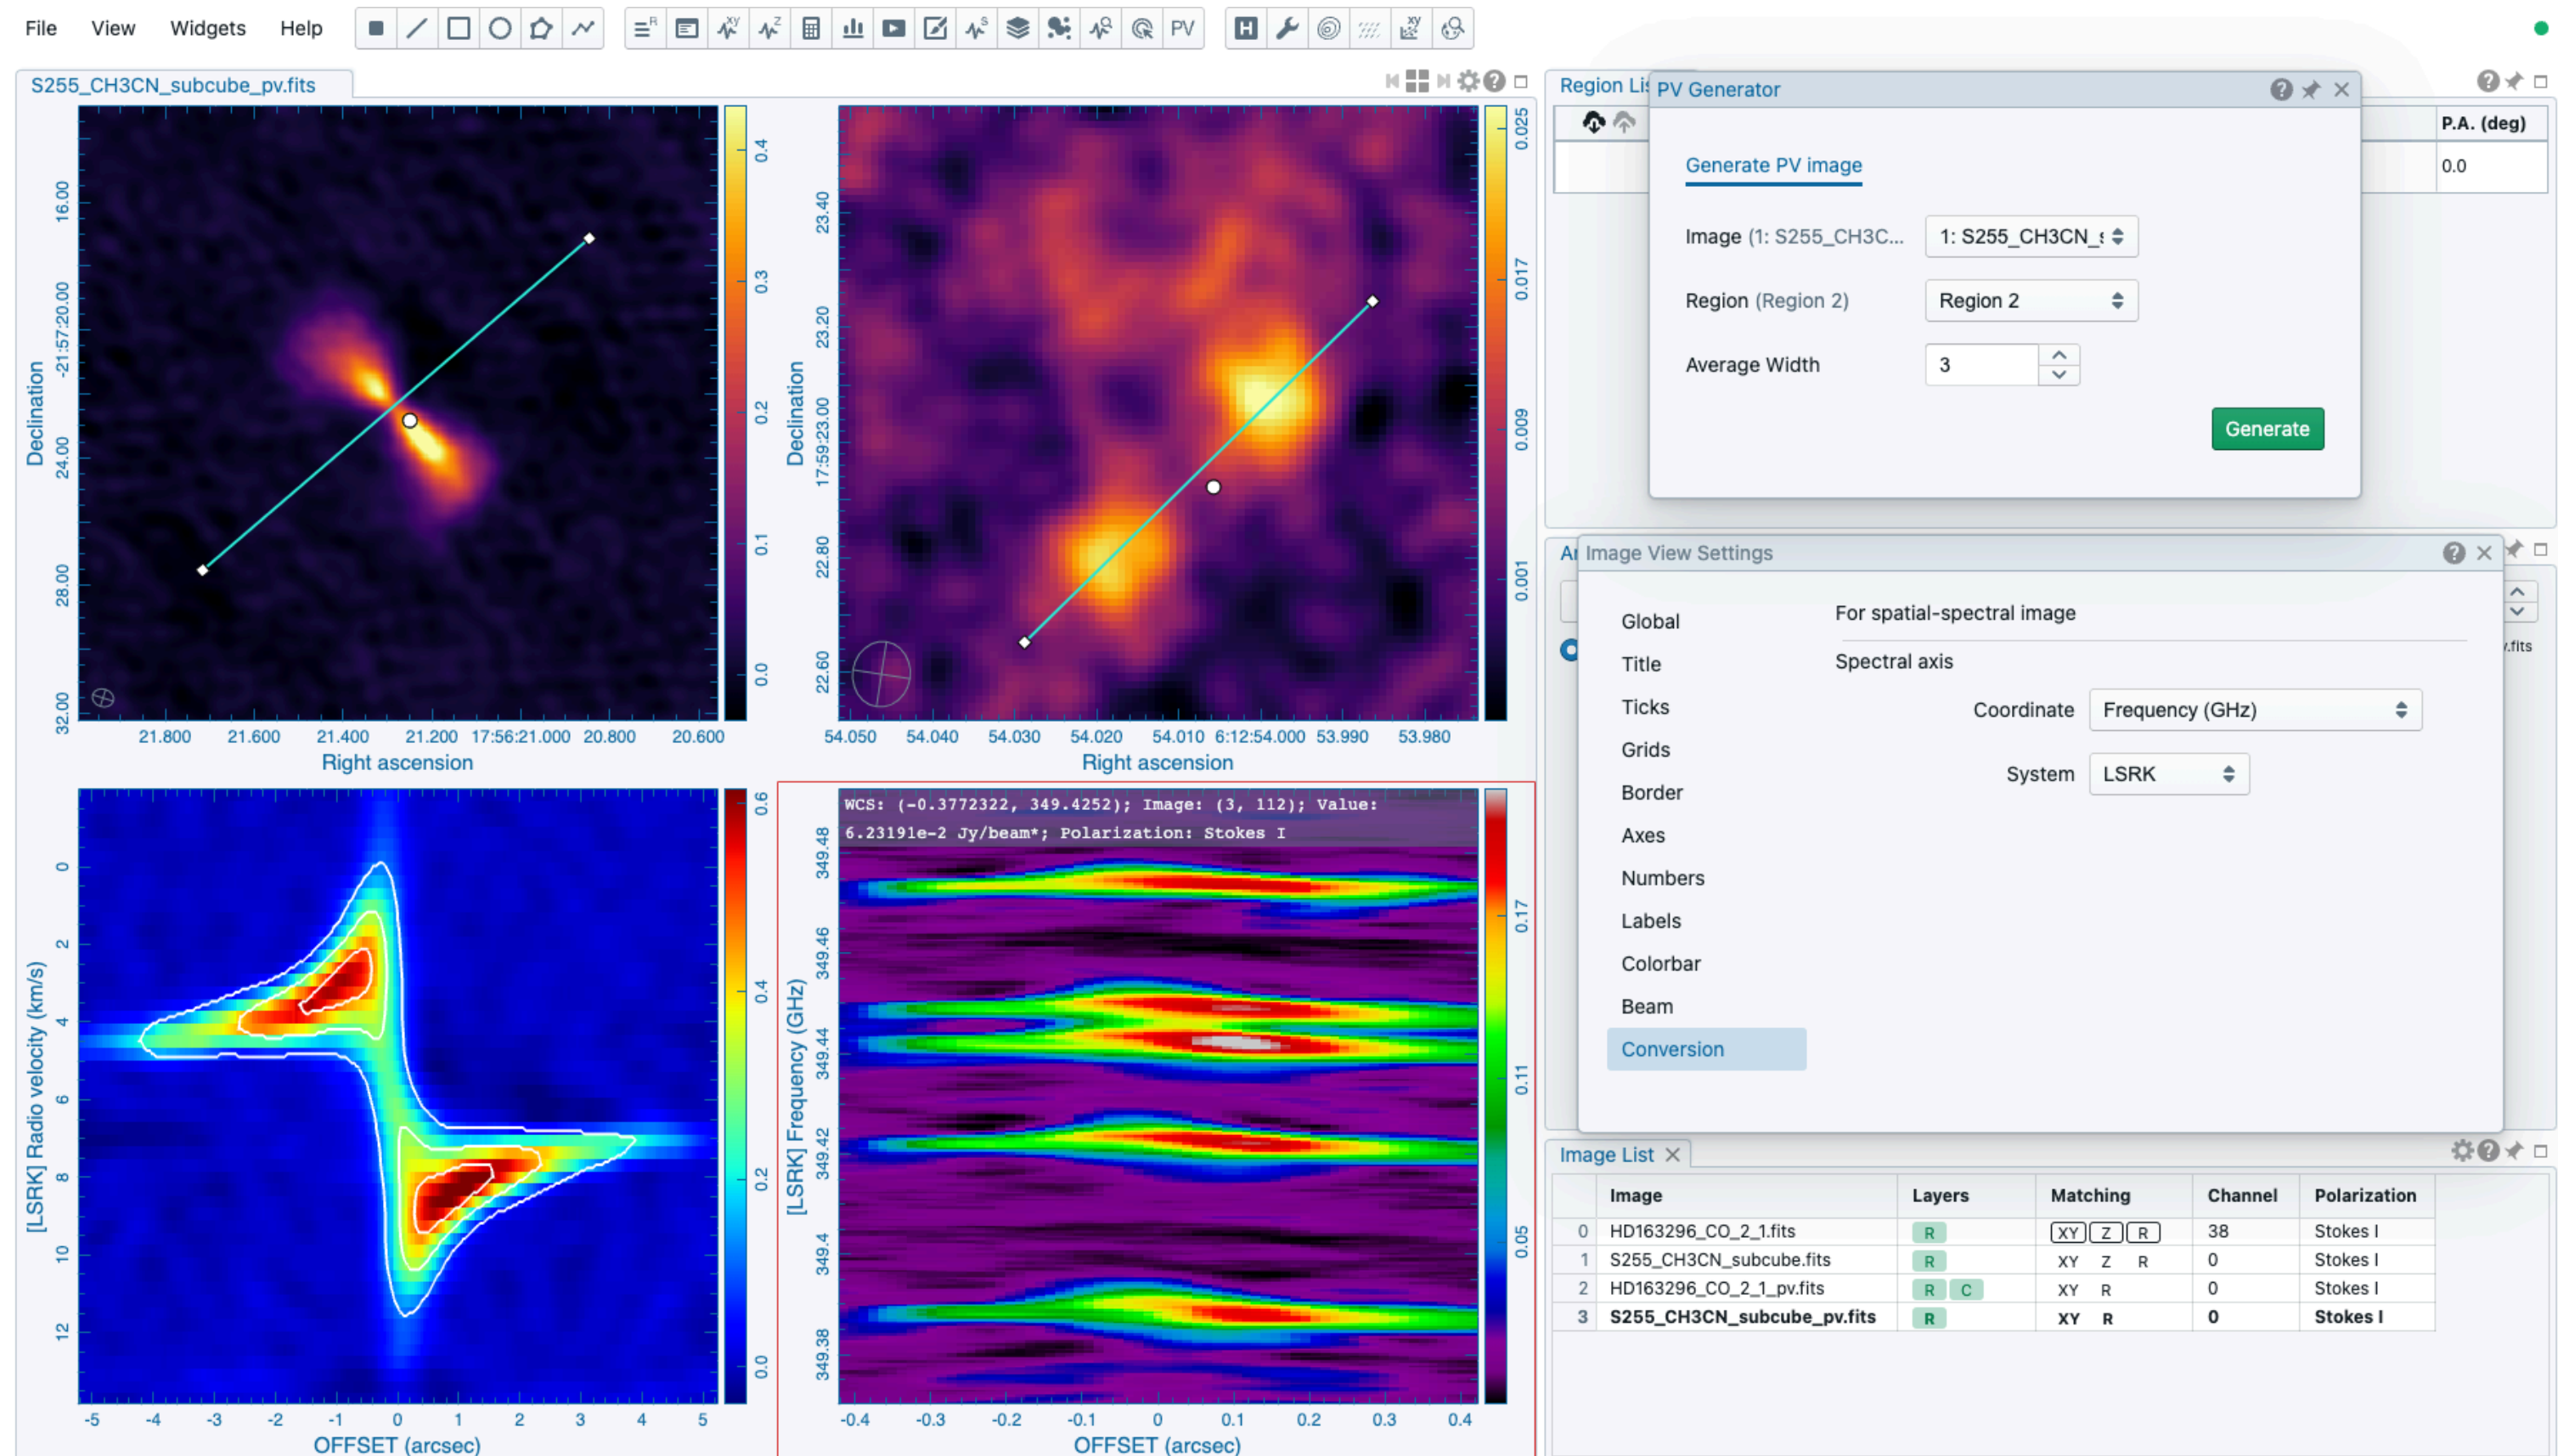 File View Widgets Help
R XY Z S PV H XY
S255_CH3CN_subcube_pv.fits
Declination
16.00
-21:57:20.00
24.00
28.00
32.00
21.800 21.600 21.400 21.200 17:56:21.000 20.800 20.600
Right ascension
0.4
0.3
0.2
0.1
0.0
Declination
23.40
23.20
17:59:23.00
22.80
22.60
54.050 54.040 54.030 54.020 54.010 6:12:54.000 53.990 53.980
Right ascension
0.025
0.017
0.009
0.001
[LSRK] Radio velocity (km/s)
0
2
4
6
8
10
12
-5 -4 -3 -2 -1 0 1 2 3 4 5
OFFSET (arcsec)
0.6
0.4
0.2
0.0
WCS: (-0.3772322, 349.4252); Image: (3, 112); Value:
6.23191e-2 Jy/beam*; Polarization: Stokes I
[LSRK] Frequency (GHz)
349.48
349.46
349.44
349.42
349.4
349.38
-0.4 -0.3 -0.2 -0.1 0 0.1 0.2 0.3 0.4
OFFSET (arcsec)
0.17
0.11
0.05
Region Lis
P.A. (deg)
0.0
PV Generator
Generate PV image
Image (1: S255_CH3C... 1: S255_CH3CN_s
Region (Region 2) Region 2
Average Width 3
Generate
Image View Settings
.fits
Global
Title
Ticks
Grids
Border
Axes
Numbers
Labels
Colorbar
Beam
Conversion
For spatial-spectral image
Spectral axis
Coordinate Frequency (GHz)
System LSRK
Image List
Image Layers Matching Channel Polarization
0 HD163296_CO_2_1.fits R XY Z R 38 Stokes I
1 S255_CH3CN_subcube.fits R XY Z R 0 Stokes I
2 HD163296_CO_2_1_pv.fits R C XY R 0 Stokes I
3 S255_CH3CN_subcube_pv.fits R XY R 0 Stokes I